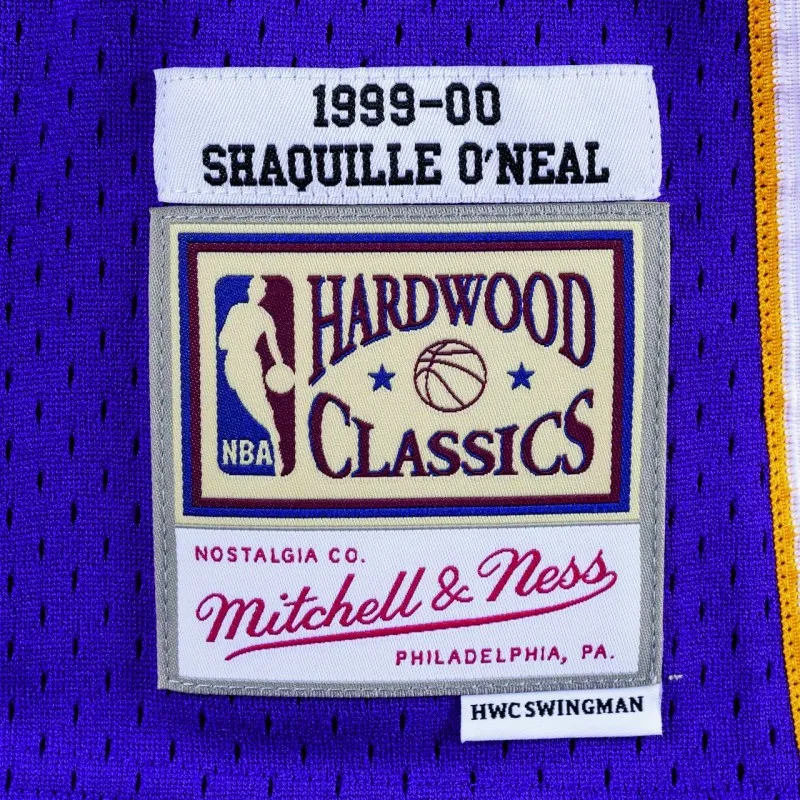 1999-00
SHAQUILLE O'NEAL
HARDWOOD
CLASSICS
NBA
NOSTALGIA CO.
Mitchell & Ness
PHILADELPHIA, PA.
HWC SWINGMAN